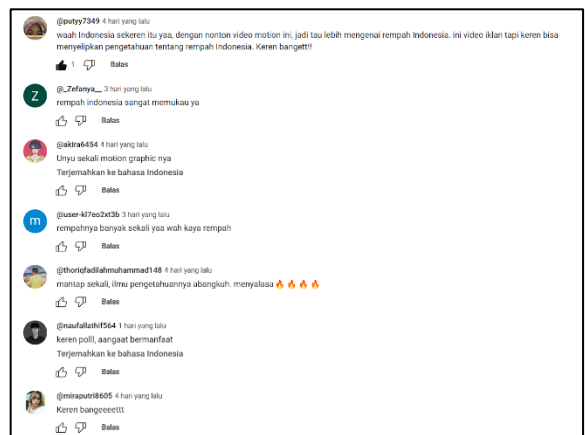 @putyy7349 4 hari yang lalu
waah Indonesia sekeren itu yaa, dengan nonton video motion ini, jadi tau lebih mengenai rempah Indonesia. ini video iklan tapi keren bisa
menyelipkan pengetahuan tentang rempah Indonesia. Keren bangett!!
1 Balas
Z
@_Zefanya__ 3 hari yang lalu
rempah indonesia sangat memukau ya
Balas
@akira6454 4 hari yang lalu
Unyu sekali motion graphic nya
Terjemahkan ke bahasa Indonesia
Balas
m
@user-kl7eo2xt3b 3 hari yang lalu
rempahnya banyak sekali yaa wah kaya rempah
Balas
@thoriqfadilahmuhammad148 4 hari yang lalu
mantap sekali, ilmu pengetahuannya abangkuh. menyalaaa 🔥 🔥 🔥 🔥
Balas
@naufallathif564 1 hari yang lalu
keren polll, aangaat bermanfaat
Terjemahkan ke bahasa Indonesia
Balas
@miraputri8605 4 hari yang lalu
Keren bangeeeettt
Balas